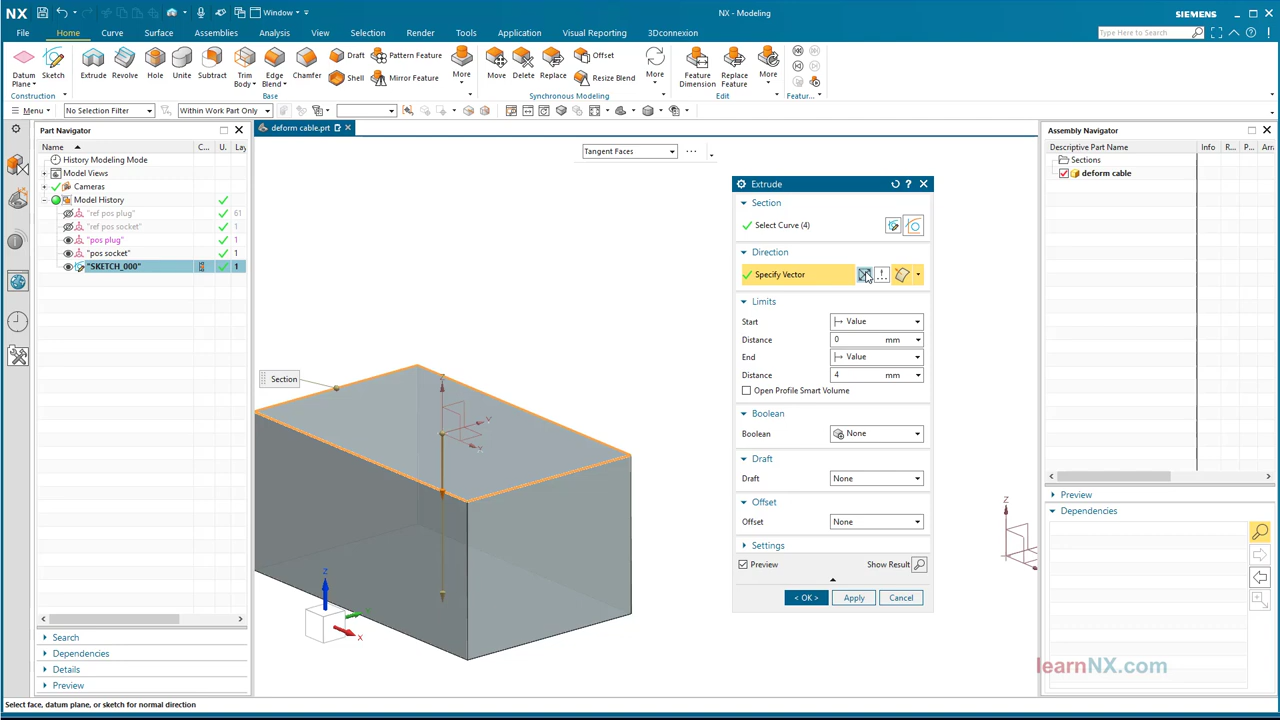 NX
Window
NX - Modeling
SIEMENS
File
Home
Curve
Surface
Assemblies
Analysis
View
Selection
Render
Tools
Application
Visual Reporting
3Dconnexion
Type here to Search
Datum
Plane
Sketch
Extrude
Revolve
Hole
Unite
Subtract
Trim
Body
Edge
Blend
Chamfer
Draft
Shell
Pattern Feature
Mirror Feature
More
Move
Delete
Replace
Offset
Resize Blend
More
Feature
Dimension
Replace
Feature
More
Construction
Base
Synchronous Modeling
Edit
Featur...
Menu
No Selection Filter
Within Work Part Only
Part Navigator
deform cable.prt
Assembly Navigator
Name
C...
U.
Lay
Tangent Faces
Descriptive Part Name
Info
R...
P...
Arra
History Modeling Mode
Sections
Model Views
deform cable
Cameras
Model History
"ref pos plug"
61
"ref pos socket"
1
"pos plug"
1
"pos socket"
1
"SKETCH_000"
1
Extrude
Section
Select Curve (4)
Direction
Specify Vector
Limits
Start
Value
Distance
0
mm
End
Value
Distance
4
mm
Open Profile Smart Volume
Boolean
Boolean
None
Draft
Draft
None
Offset
Offset
None
Settings
Preview
Show Result
< OK >
Apply
Cancel
Section
Z
Y
X
Z
X
Z
Preview
Dependencies
Search
Dependencies
Details
Preview
learnNX.com
Select face, datum plane, or sketch for normal direction